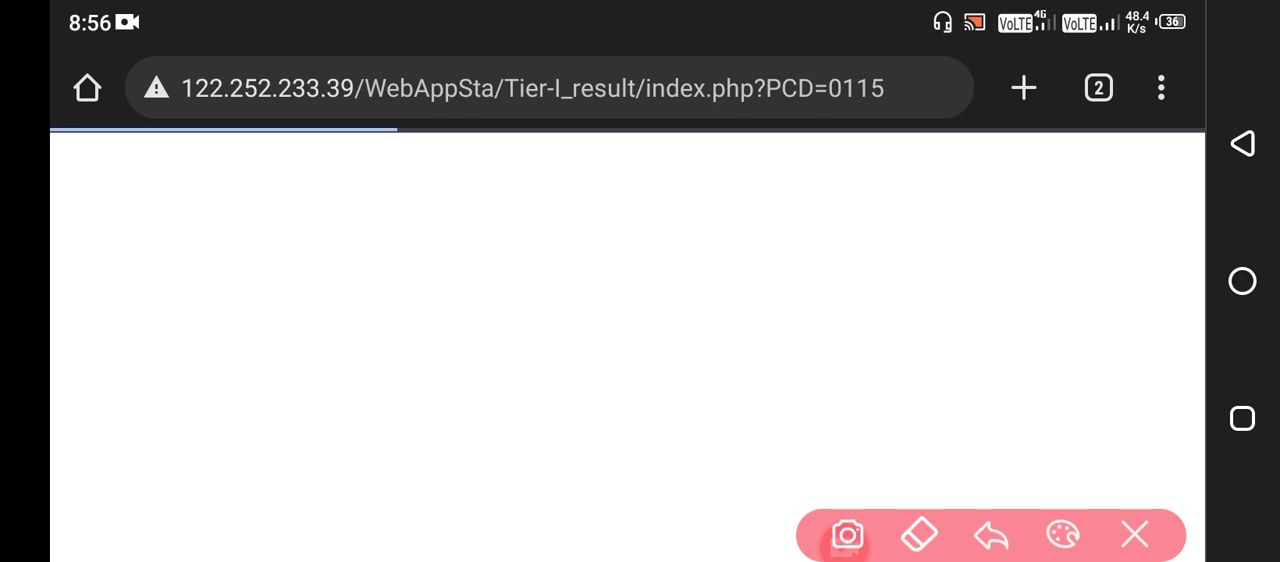 8:56
VoLTE 4G VoLTE 48.4 K/s 36
122.252.233.39/WebAppSta/Tier-I_result/index.php?PCD=0115
2